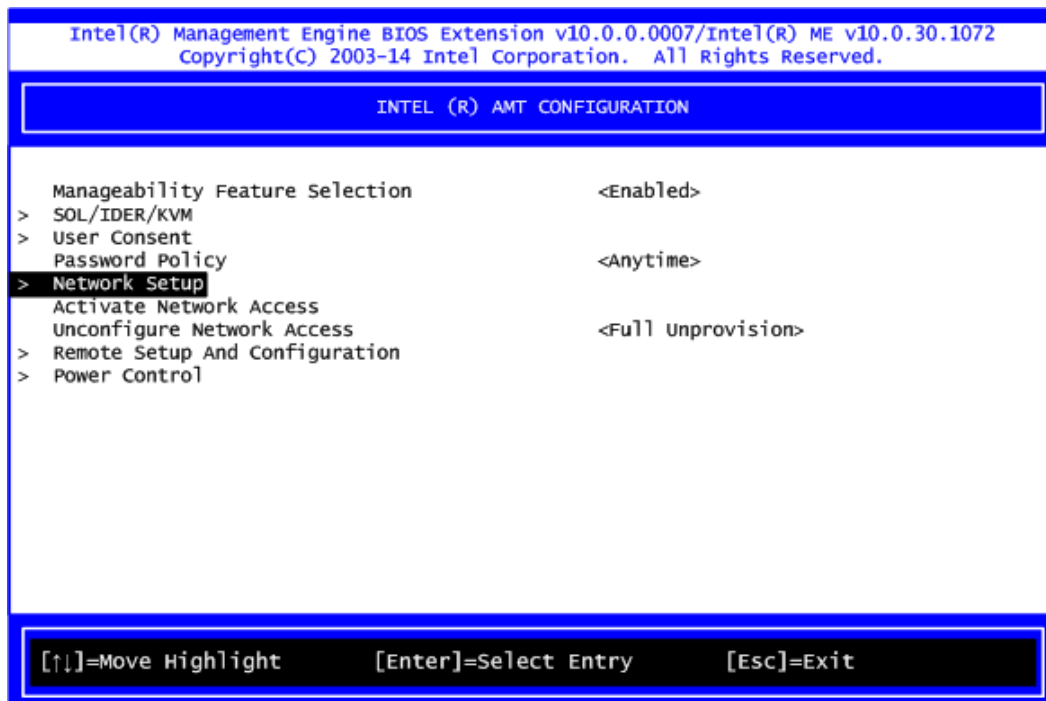 Intel(R) Management Engine BIOS Extension v10.0.0.0007/Intel(R) ME v10.0.30.1072
Copyright(C) 2003-14 Intel Corporation. All Rights Reserved.
INTEL (R) AMT CONFIGURATION
Manageability Feature Selection <Enabled>
> SOL/IDER/KVM
> User Consent
Password Policy <Anytime>
> Network Setup
Activate Network Access
Unconfigure Network Access <Full Unprovision>
> Remote Setup And Configuration
> Power Control
[↑↓]=Move Highlight [Enter]=Select Entry [Esc]=Exit